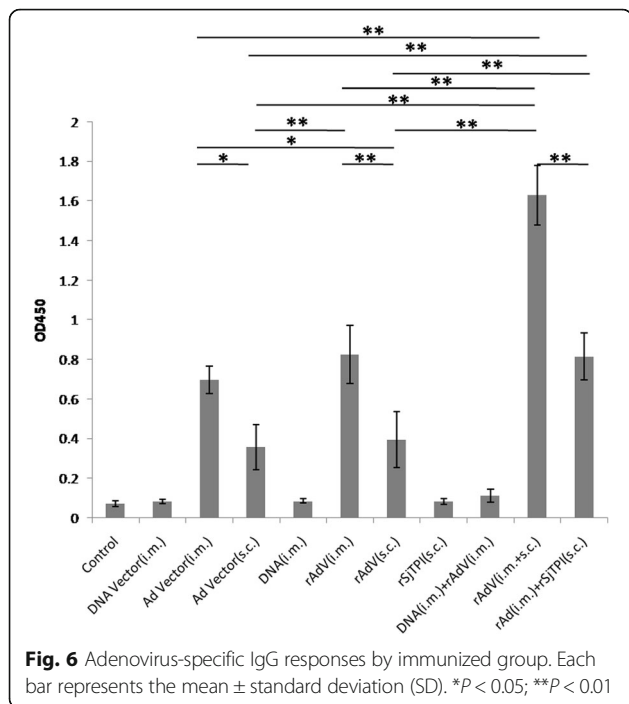 **
**
**
**
**
**
*
**
*
**
**
2
1.8
1.6
1.4
1.2
1
0.8
0.6
0.4
0.2
0
OD450
Control
DNA Vector(i.m.)
Ad Vector(i.m.)
Ad Vector(s.c.)
DNA(i.m.)
rAdV(i.m.)
rAdV(s.c.)
rSjTPI(s.c.)
DNA(i.m.)+rAdV(i.m.)
rAdV(i.m.+s.c.)
rAd(i.m.)+rSjTPI(s.c.)
Fig. 6 Adenovirus-specific IgG responses by immunized group. Each
bar represents the mean ± standard deviation (SD). *P < 0.05; **P < 0.01